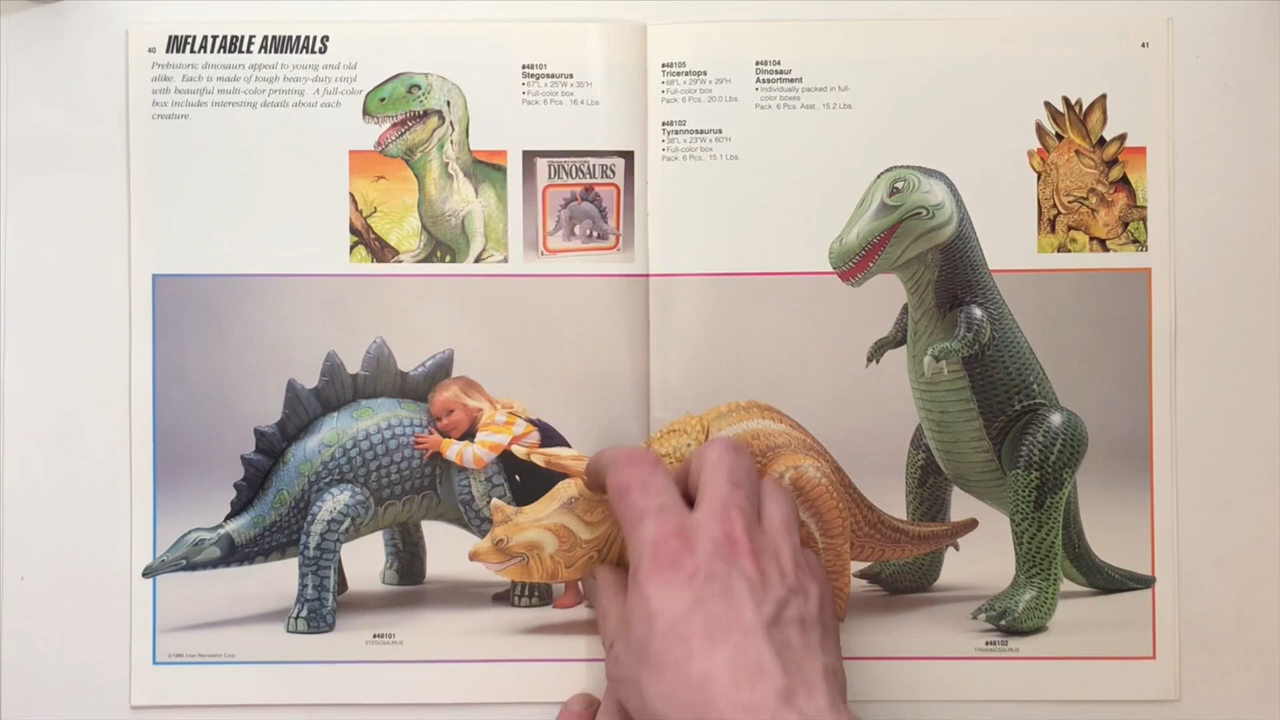 40 INFLATABLE ANIMALS
Prehistoric dinosaurs appeal to young and old
alike. Each is made of tough heavy-duty vinyl
with beautiful multi-color printing. A full-color
box includes interesting details about each
creature.
#48101
Stegosaurus
• 67"L x 25"W x 35"H
• Full-color box
Pack: 6 Pcs., 16.4 Lbs.
DINOSAURS
41
#48105
Triceratops
• 68"L x 29"W x 29"H
• Full-color box
Pack: 6 Pcs., 20.0 Lbs.
#48104
Dinosaur
Assortment
• Individually packed in full-
color boxes
Pack: 6 Pcs. Asst., 15.2 Lbs.
#48102
Tyrannosaurus
• 38"L x 23"W x 60"H
• Full-color box
Pack: 6 Pcs., 15.1 Lbs.
#48101
STEGOSAURUS
#48102
TYRANNOSAURUS
Recreation Corp.